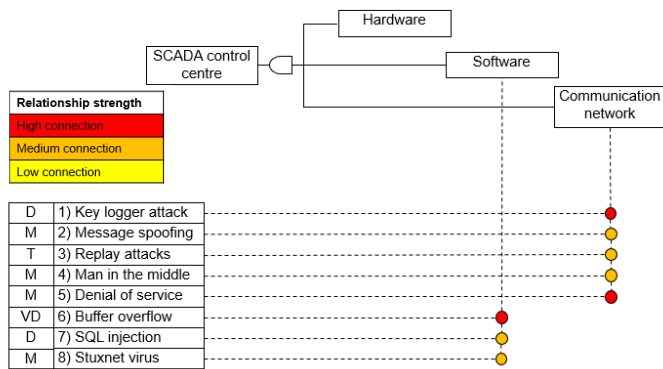 Hardware
SCADA control
centre
Software
Communication
network
Relationship strength
High connection
Medium connection
Low connection
D 1) Key logger attack
M 2) Message spoofing
T 3) Replay attacks
M 4) Man in the middle
M 5) Denial of service
VD 6) Buffer overflow
D 7) SQL injection
M 8) Stuxnet virus